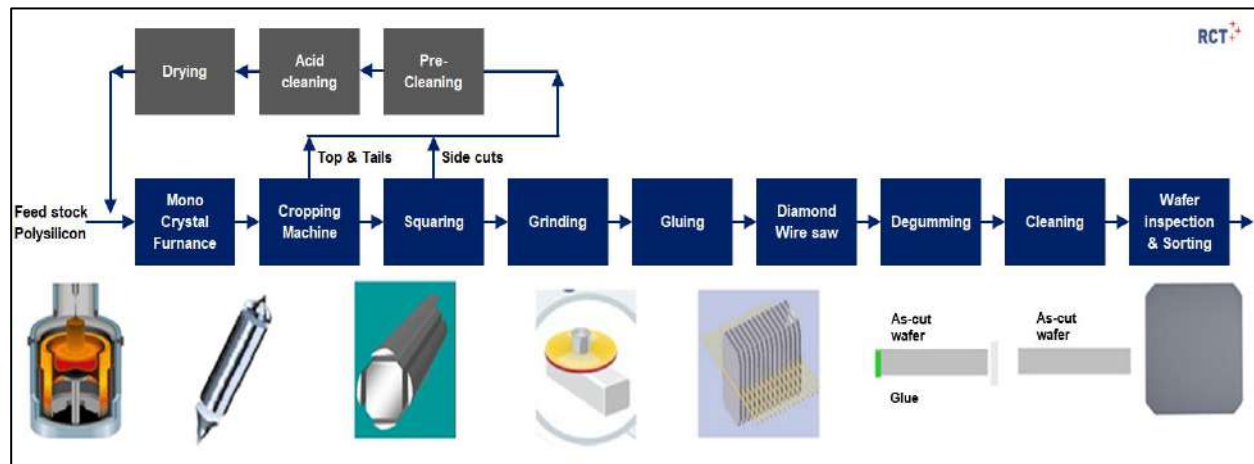 RCT
Drying
Acid
cleaning
Pre-
Cleaning
Top & Tails
Side cuts
Feed stock
Polysilicon
Mono
Crystal
Furnance
Cropping
Machine
Squaring
Grinding
Gluing
Diamond
Wire saw
Degumming
Cleaning
Wafer
inspection
& Sorting
As-cut
wafer
Glue
As-cut
wafer